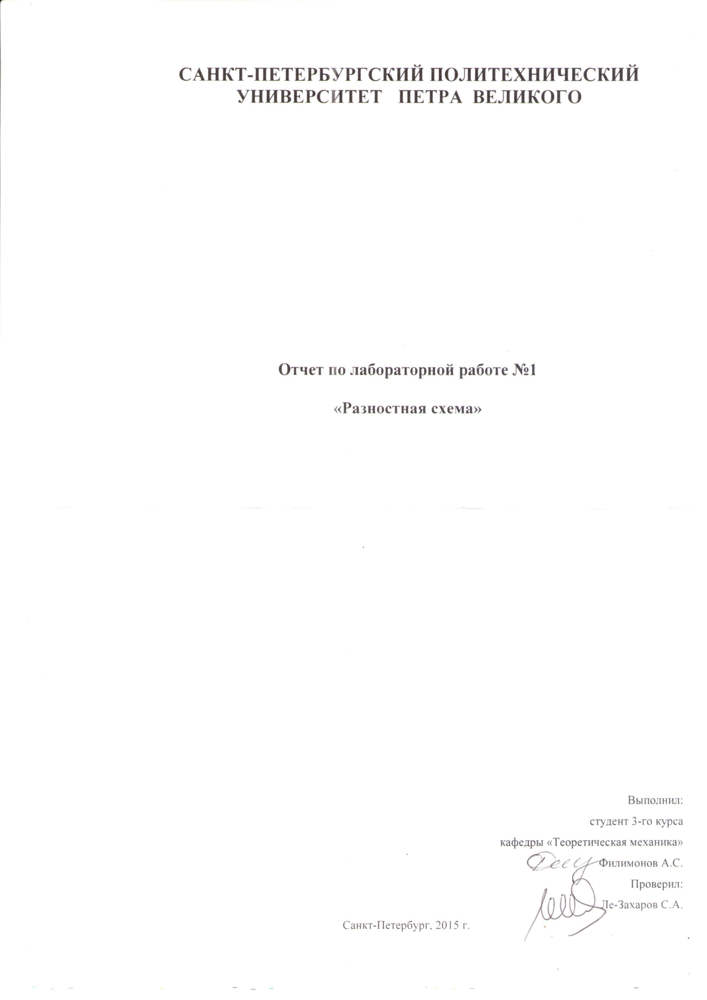 САНКТ-ПЕТЕРБУРГСКИЙ ПОЛИТЕХНИЧЕСКИЙ
УНИВЕРСИТЕТ ПЕТРА ВЕЛИКОГО
Отчет по лабораторной работе №1
«Разностная схема»
Выполнил:
студент 3-го курса
кафедры «Теоретическая механика»
Филимонов А.С.
Проверил:
Ле-Захаров С.А.
Санкт-Петербург, 2015 г.